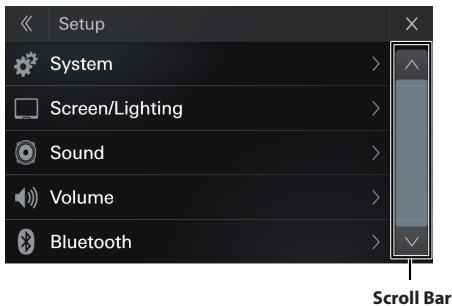 Setup
System
Screen/Lighting
Sound
Volume
Bluetooth
Scroll Bar